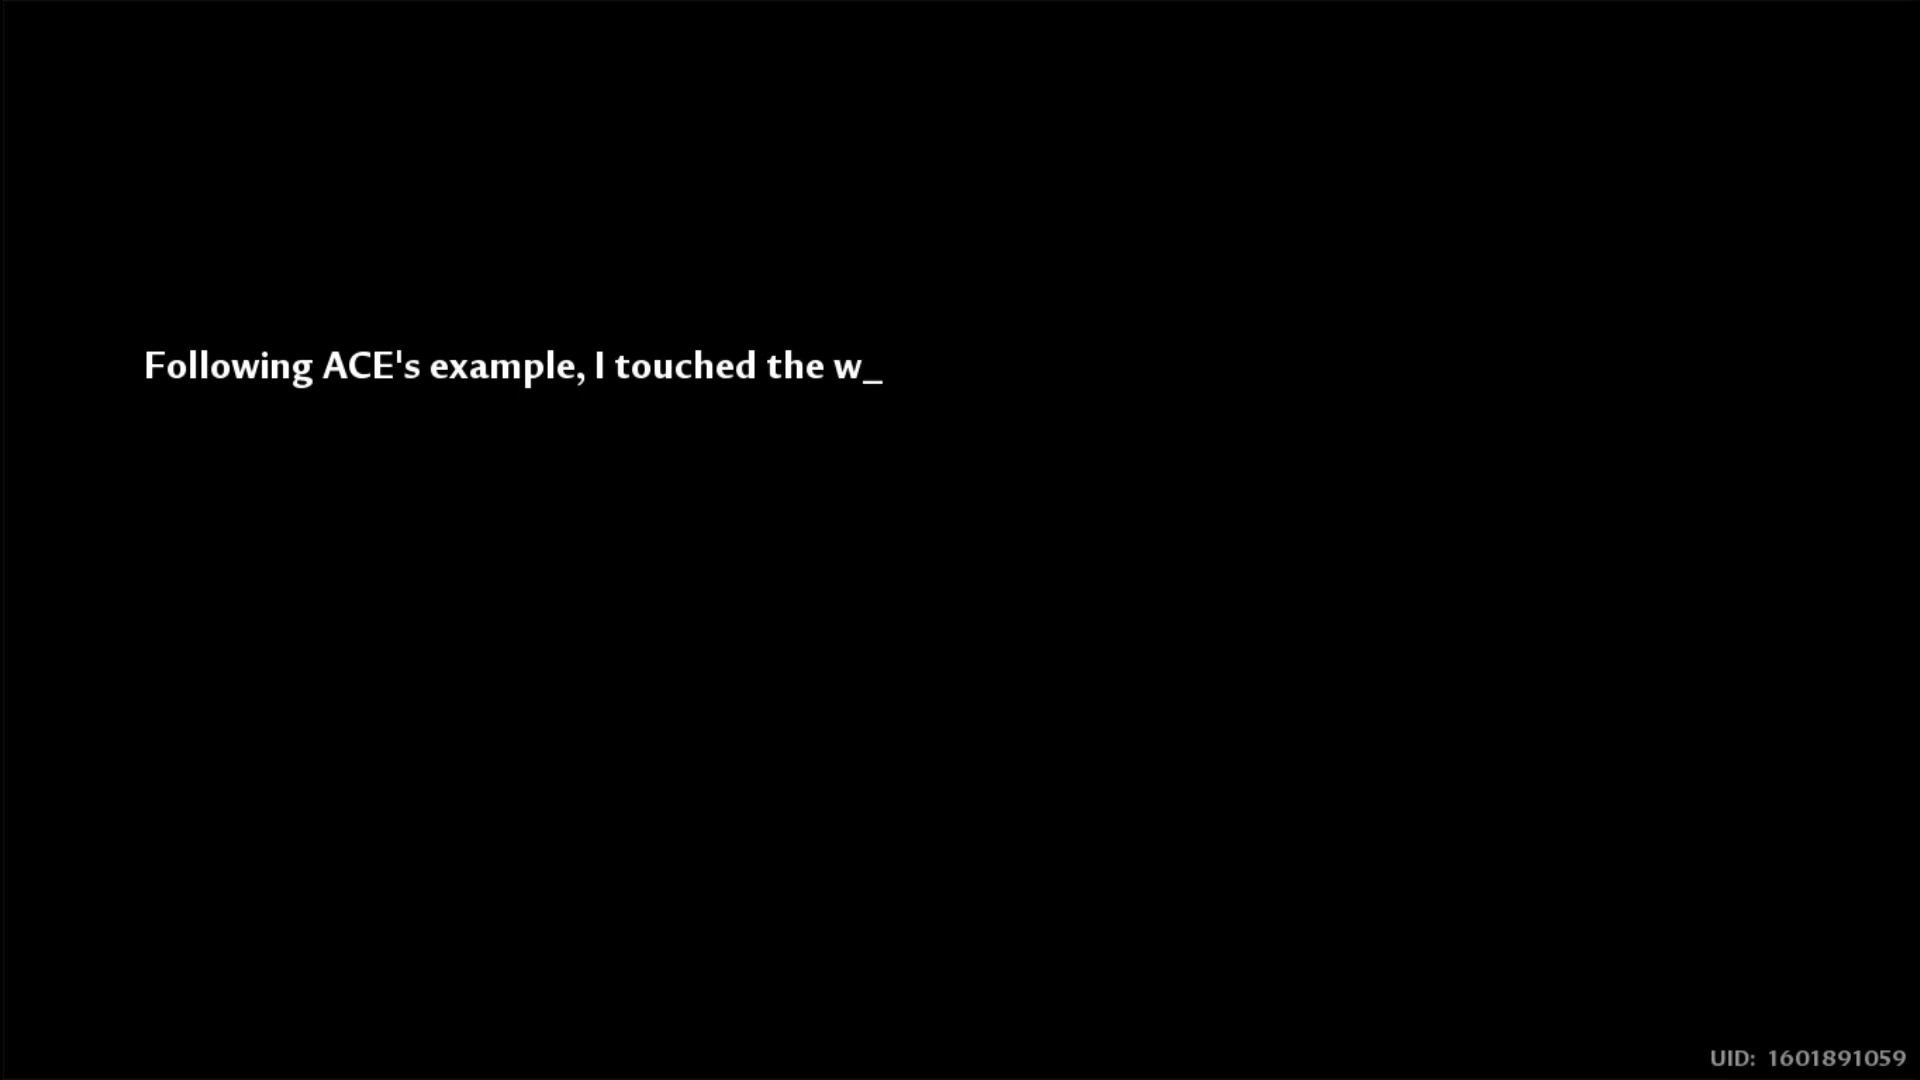 Following ACE's example, I touched the w_
UID: 1601891059